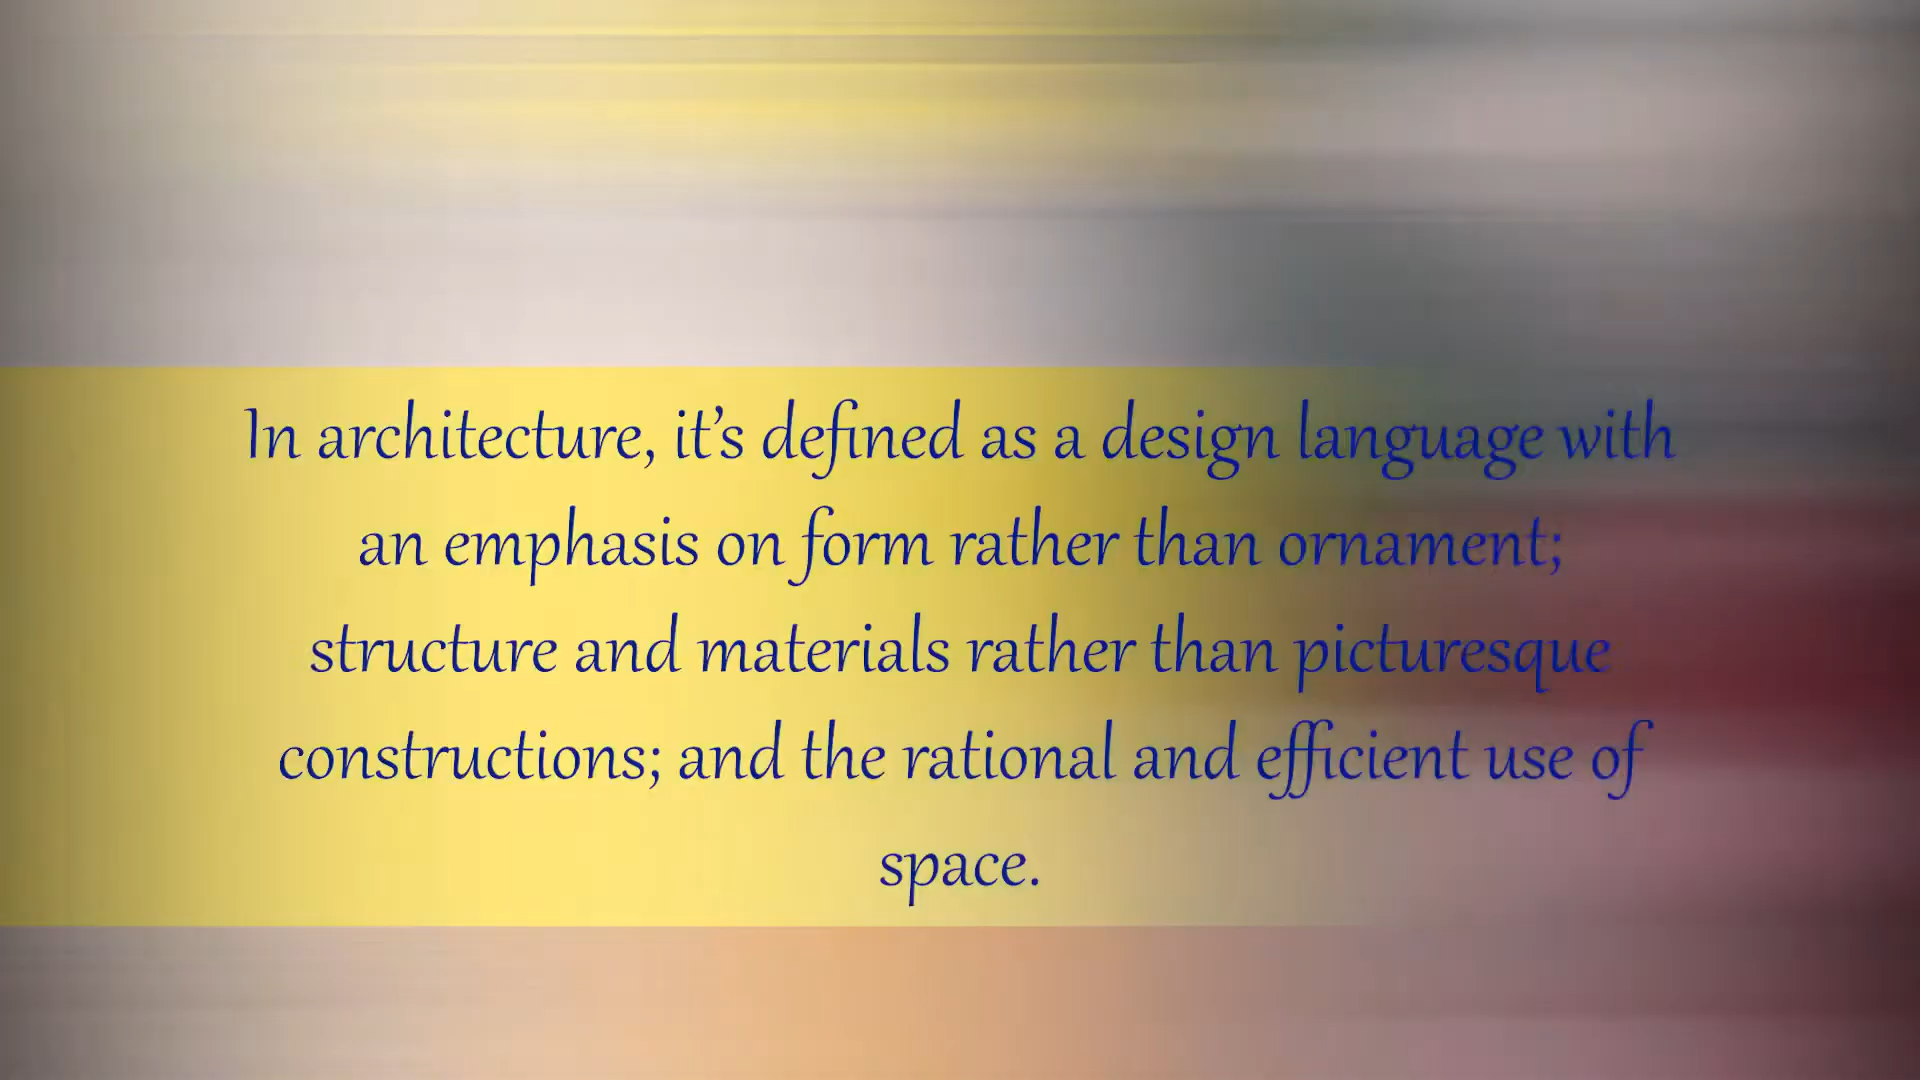 In architecture, it’s defined as a design language with
an emphasis on form rather than ornament;
structure and materials rather than picturesque
constructions; and the rational and efficient use of
space.